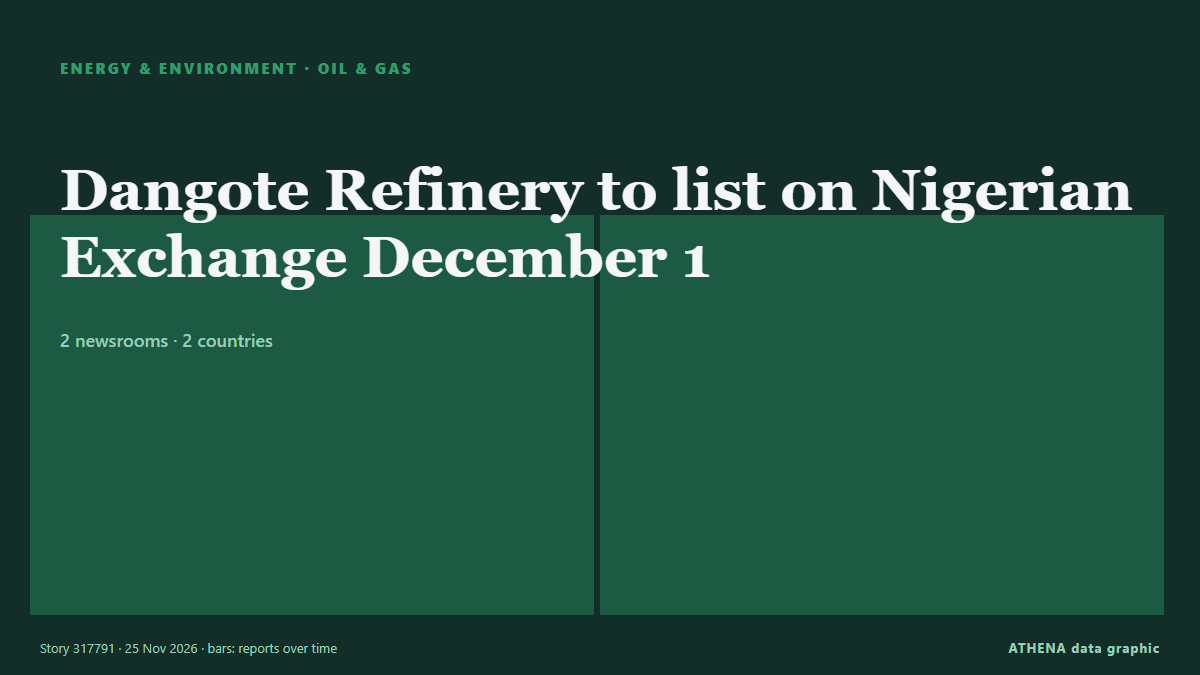 ENERGY & ENVIRONMENT · OIL & GAS
Dangote Refinery to list on Nigerian
Exchange December 1
2 newsrooms · 2 countries
Story 317791 · 25 Nov 2026 · bars: reports over time
ATHENA data graphic